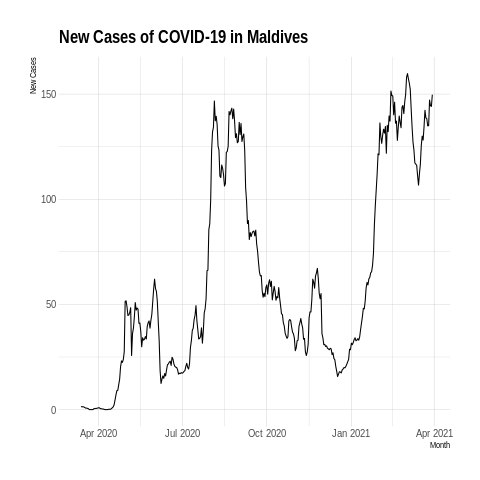 New Cases of COVID-19 in Maldives
New Cases
150
100
50
0
Apr 2020 Jul 2020 Oct 2020 Jan 2021 Apr 2021
Month